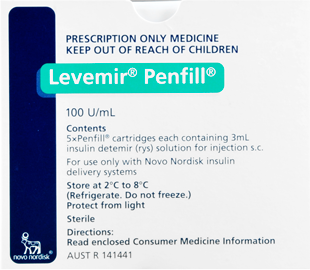 PRESCRIPTION ONLY MEDICINE
KEEP OUT OF REACH OF CHILDREN
Levemir® Penfill®
100 U/mL
Contents
5×Penfill® cartridges each containing 3mL
insulin detemir (rys) solution for injection s.c.
For use only with Novo Nordisk insulin
delivery systems
Store at 2°C to 8°C
(Refrigerate. Do not freeze.)
Protect from light
Sterile
Directions:
Read enclosed Consumer Medicine Information
AUST R 141441
novo nordisk®